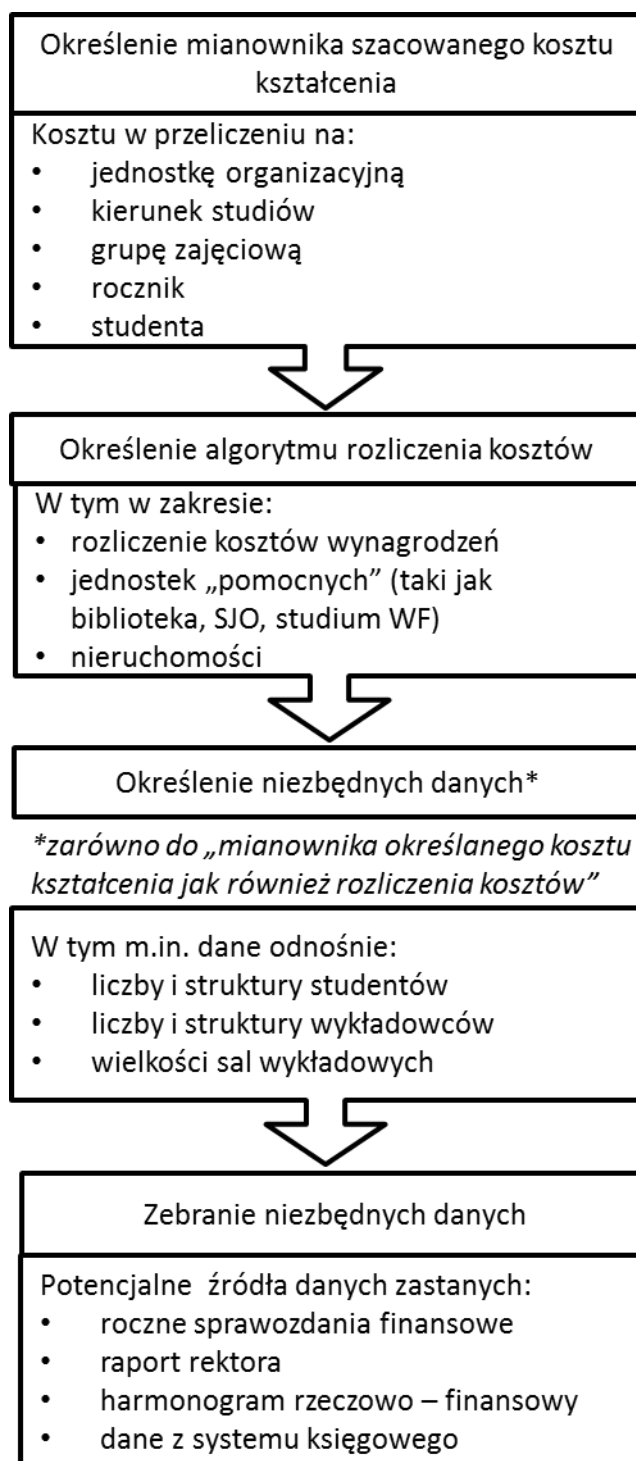 Określenie mianownika szacowanego kosztu
kształcenia
Kosztu w przeliczeniu na:
• jednostkę organizacyjną
• kierunek studiów
• grupę zajęciową
• rocznik
• studenta
Określenie algorytmu rozliczenia kosztów
W tym w zakresie:
• rozliczenie kosztów wynagrodzeń
• jednostek „pomocnych” (taki jak
biblioteka, SJO, studium WF)
• nieruchomości
Określenie niezbędnych danych*
*zarówno do „mianownika określanego kosztu
kształcenia jak również rozliczenia kosztów”
W tym m.in. dane odnośnie:
• liczby i struktury studentów
• liczby i struktury wykładowców
• wielkości sal wykładowych
Zebranie niezbędnych danych
Potencjalne źródła danych zastanych:
• roczne sprawozdania finansowe
• raport rektora
• harmonogram rzeczowo – finansowy
• dane z systemu księgowego